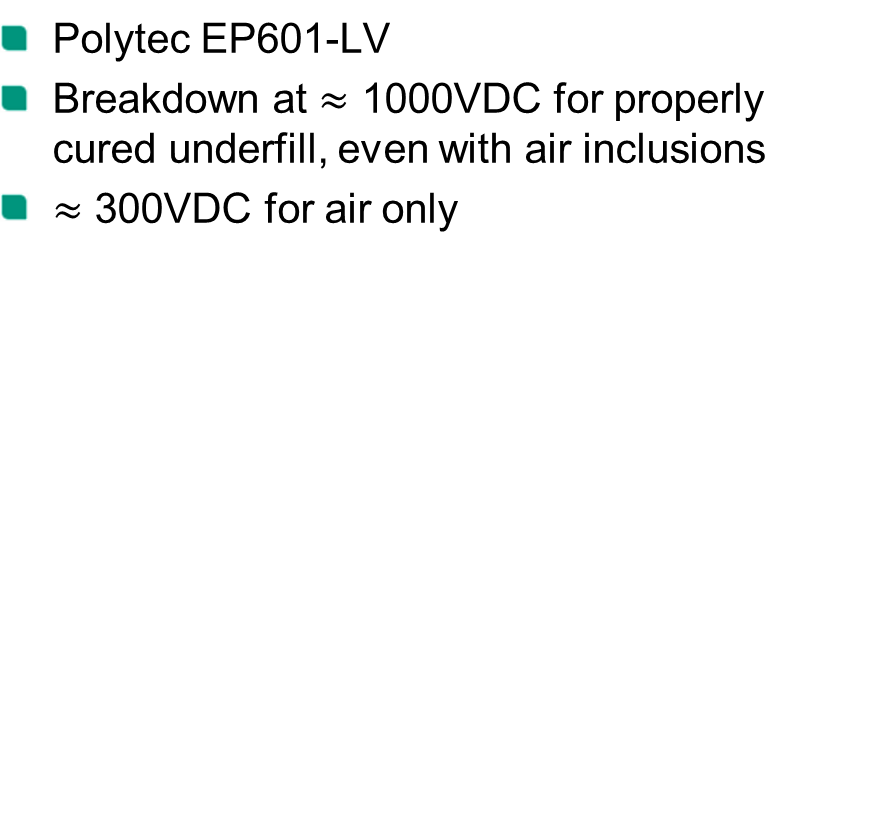 Polytec EP601-LV
Breakdown at ≈ 1000VDC for properly
cured underfill, even with air inclusions
≈ 300VDC for air only